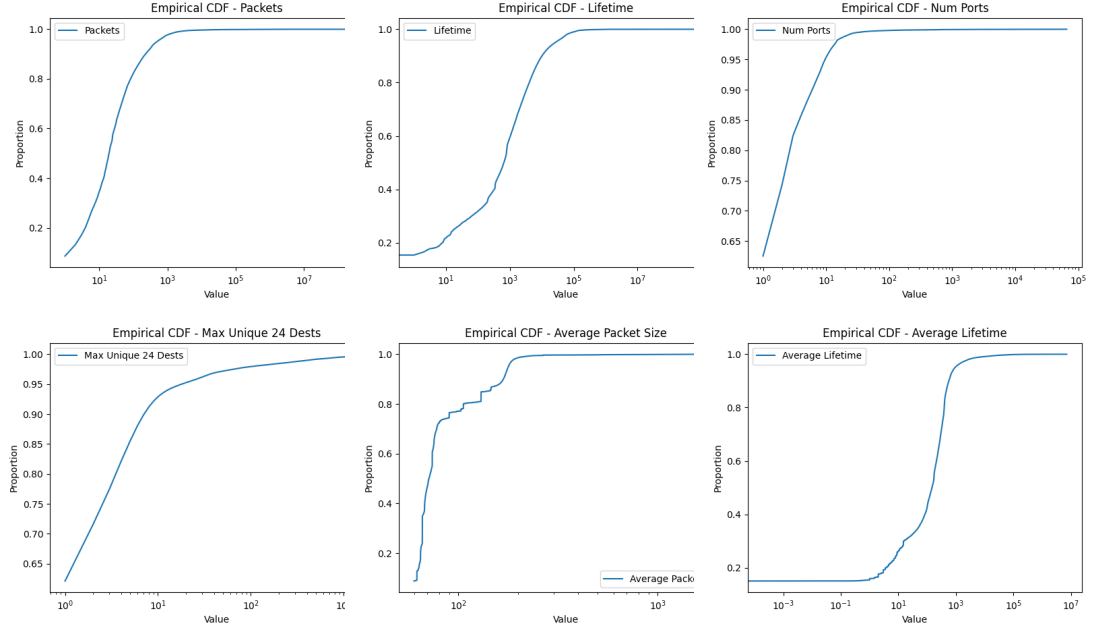 Empirical CDF - Packets
Packets
Proportion
1.0
0.8
0.6
0.4
0.2
10^1
10^3
10^5
10^7
Value
Empirical CDF - Lifetime
Lifetime
Proportion
1.0
0.8
0.6
0.4
0.2
10^1
10^3
10^5
10^7
Value
Empirical CDF - Num Ports
Num Ports
Proportion
1.00
0.95
0.90
0.85
0.80
0.75
0.70
0.65
10^0
10^1
10^2
10^3
10^4
10^5
Value
Empirical CDF - Max Unique 24 Dests
Max Unique 24 Dests
Proportion
1.00
0.95
0.90
0.85
0.80
0.75
0.70
0.65
10^0
10^1
10^2
10
Value
Empirical CDF - Average Packet Size
Average Packe
Proportion
1.0
0.8
0.6
0.4
0.2
10^2
10^3
Value
Empirical CDF - Average Lifetime
Average Lifetime
Proportion
1.0
0.8
0.6
0.4
0.2
10^-3
10^-1
10^1
10^3
10^5
10^7
Value